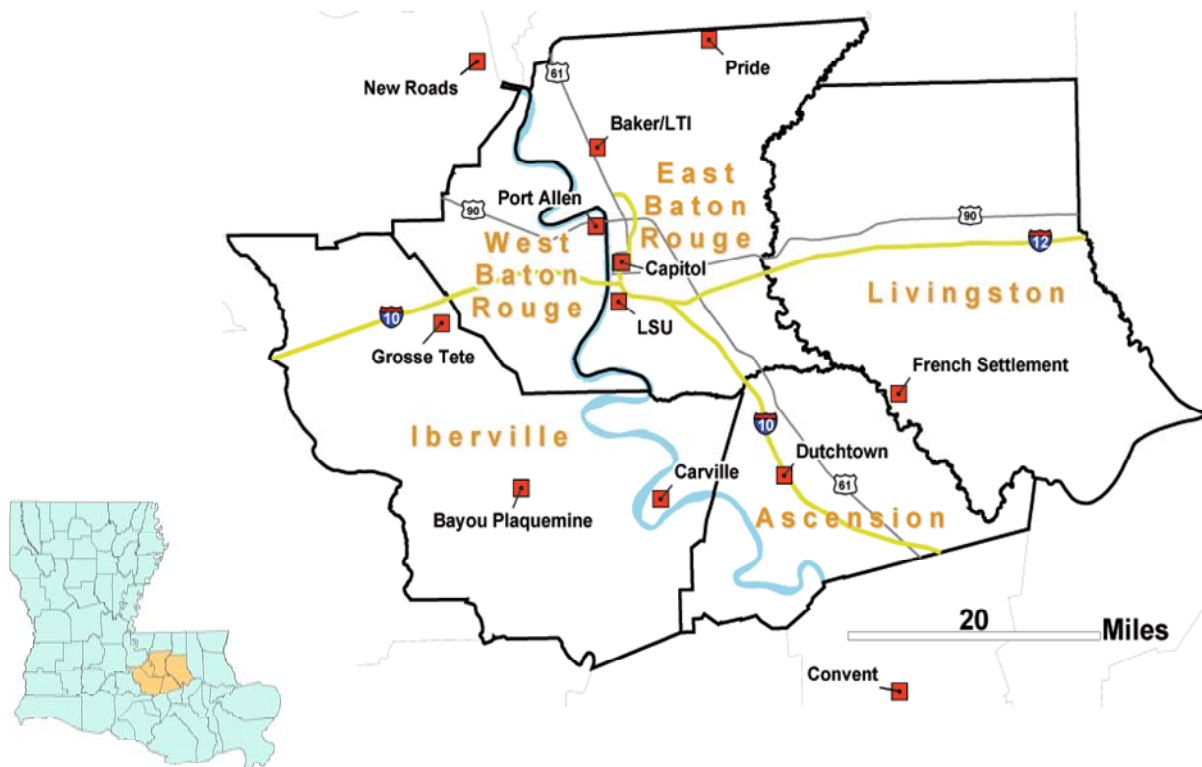 Pride
61
New Roads
Baker/LTI
East
Baton
Rouge
Port Allen
90
90
West
Baton
Rouge
12
Capitol
Livingston
10
LSU
Grosse Tete
French Settlement
10
Iberville
Dutchtown
Carville
61
Bayou Plaquemine
Ascension
20
Miles
Convent